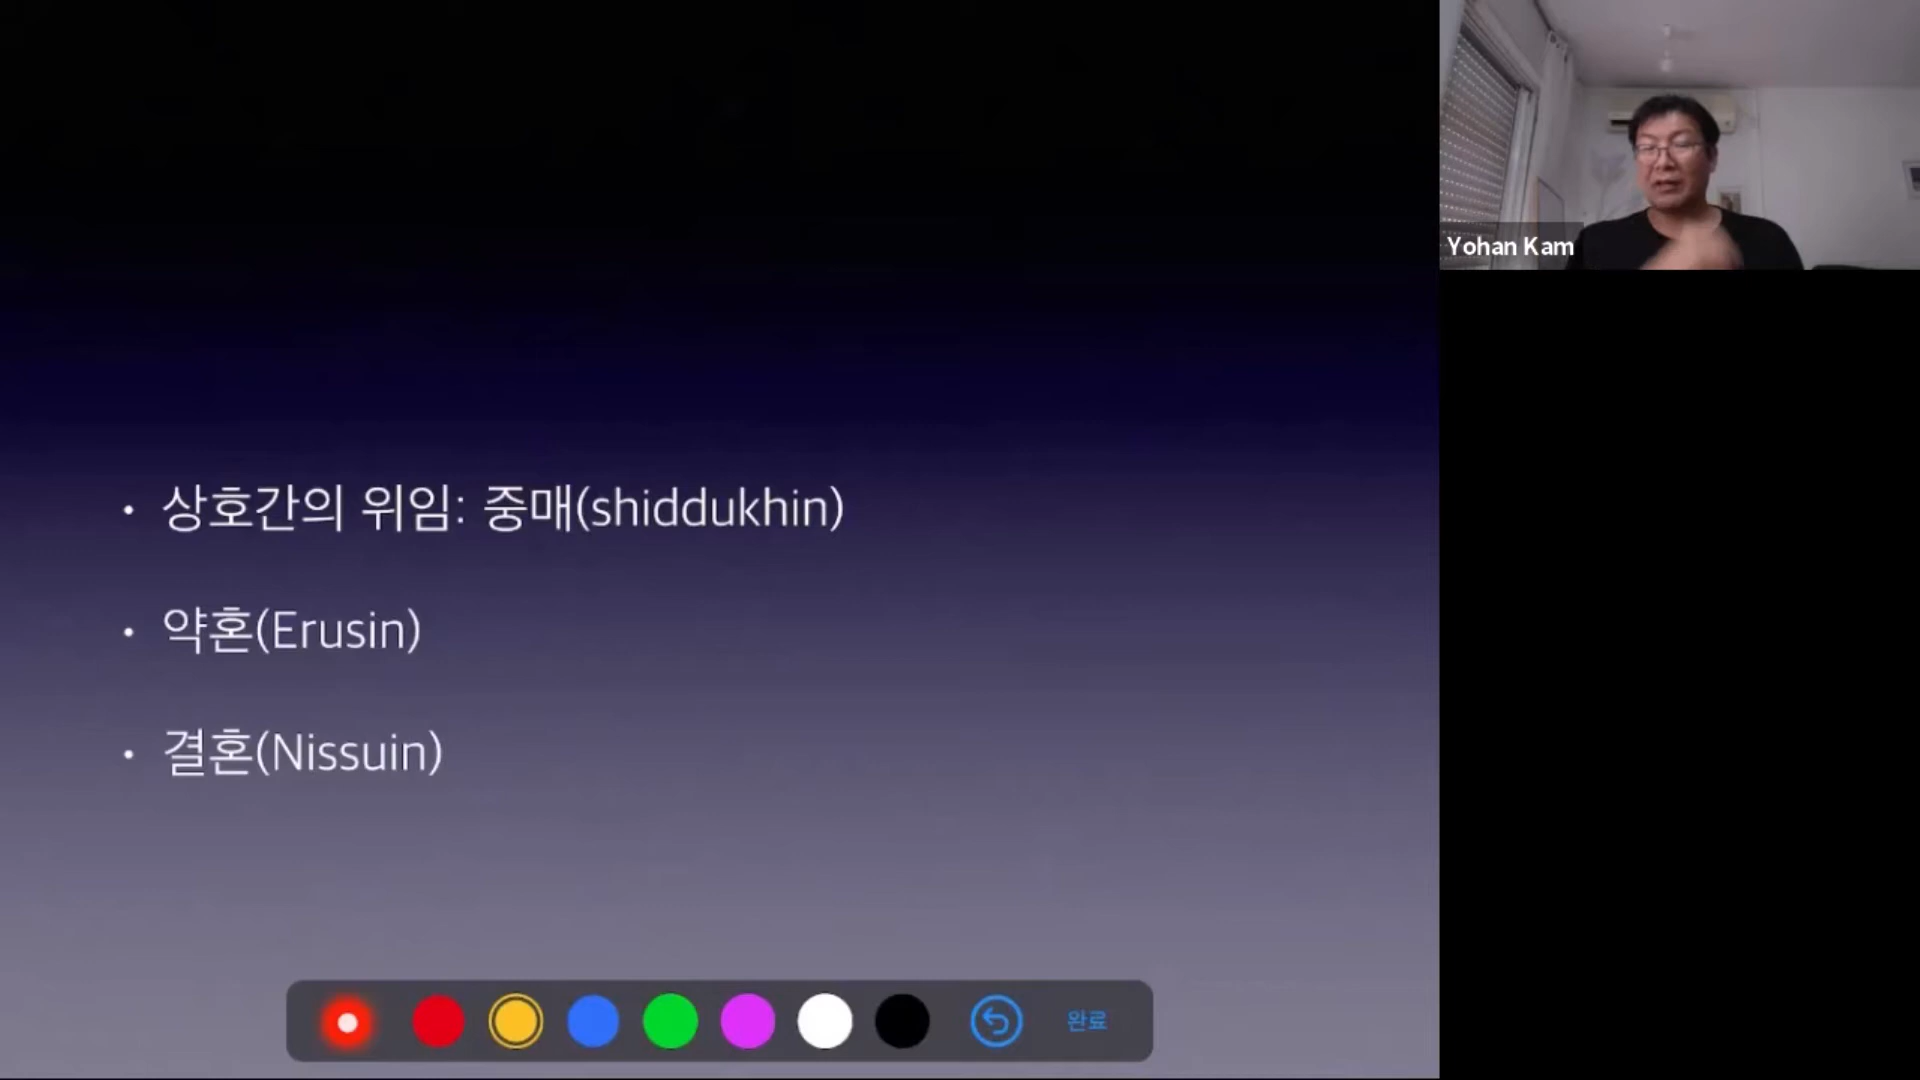 • 상호간의 위임: 중매(shiddukhin)
• 약혼(Erusin)
• 결혼(Nissuin)
완료
Yohan Kam